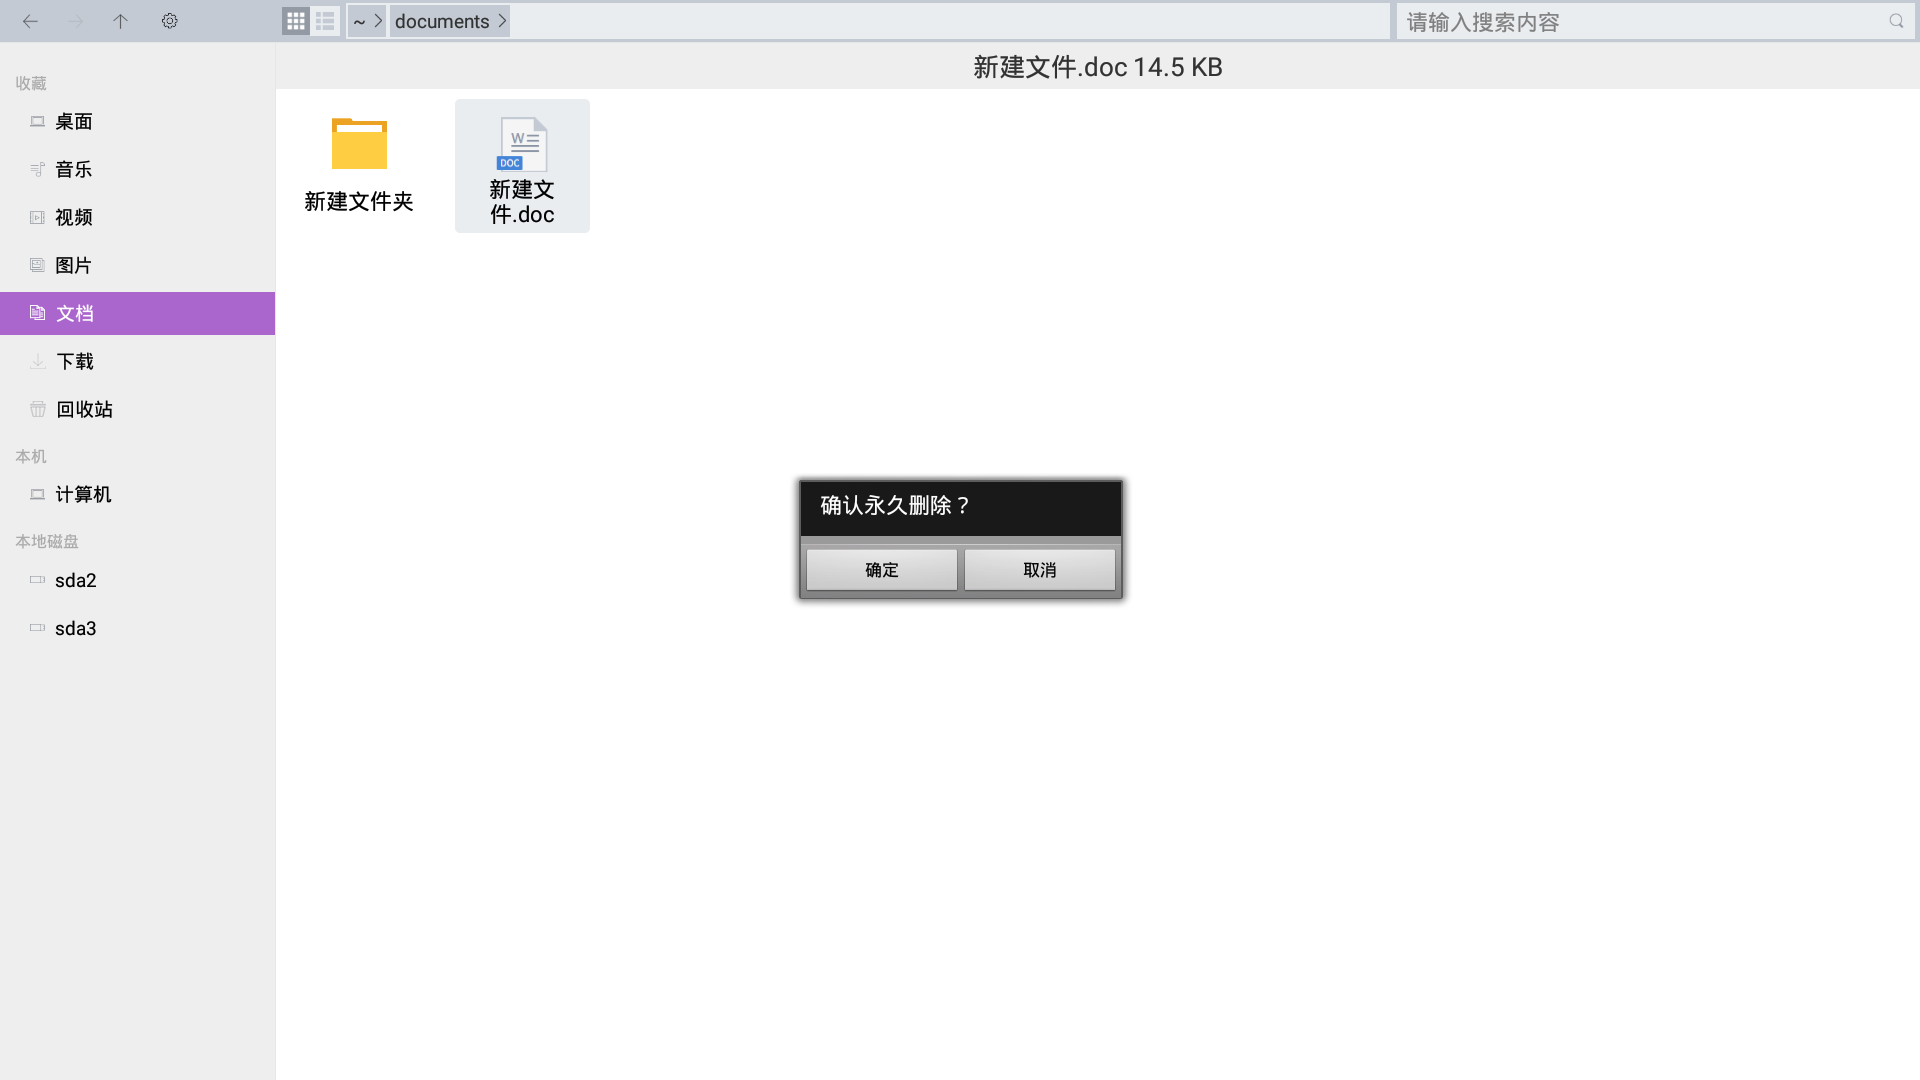 ~
documents
请输入搜索内容
收藏
桌面
音乐
视频
图片
文档
下载
回收站
本机
计算机
本地磁盘
sda2
sda3
新建文件.doc 14.5 KB
新建文件夹
W
DOC
新建文
件.doc
确认永久删除？
确定
取消